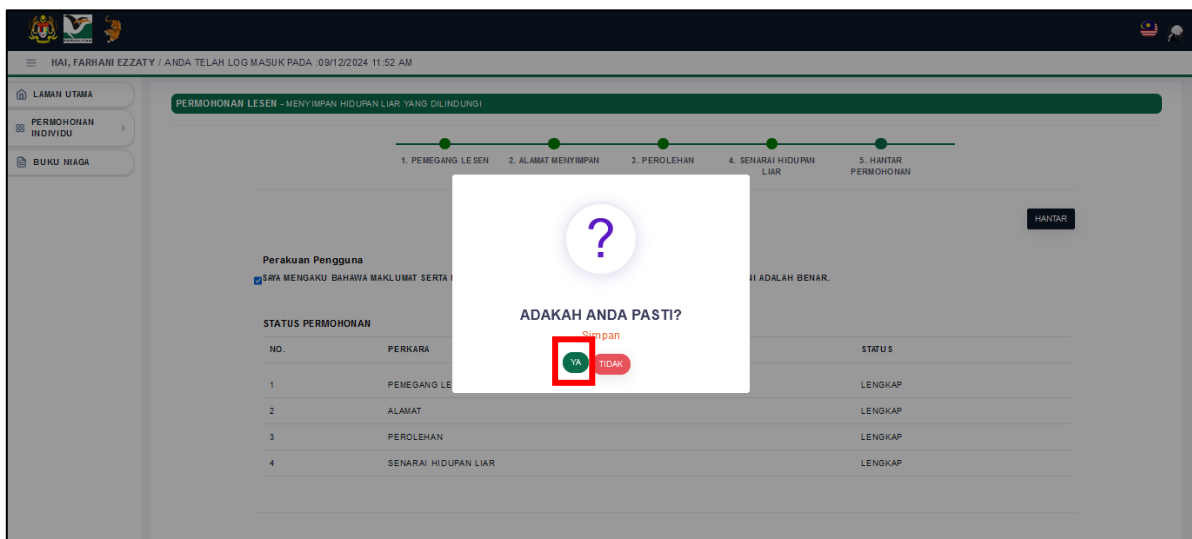 HAI, FARHANI EZZATY / ANDA TELAH LOG MASUK PADA :09/12/2024 11:52 AM
LAMAN UTAMA
PERMOHONAN INDIVIDU
BUKU NIAGA
PERMOHONAN LESEN - MENYIMPAN HIDUPAN LIAR YANG DILINDUNGI
1. PEMEGANG LESEN
2. ALAMAT MENYIMPAN
3. PEROLEHAN
4. SENARAI HIDUPAN LIAR
5. HANTAR PERMOHONAN
HANTAR
Perakuan Pengguna
SAYA MENGAKU BAHAWA MAKLUMAT SERTA
ADALAH BENAR.
?
ADAKAH ANDA PASTI?
Simpan
YA TIDAK
STATUS PERMOHONAN
NO. PERKARA STATUS
1 PEMEGANG LE LENGKAP
2 ALAMAT LENGKAP
3 PEROLEHAN LENGKAP
4 SENARAI HIDUPAN LIAR LENGKAP